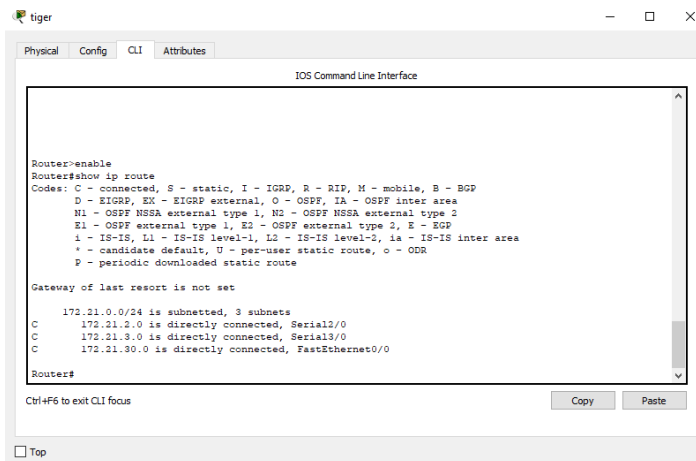 tiger
Physical Config CLI Attributes
IOS Command Line Interface
Router>enable
Router#show ip route
Codes: C - connected, S - static, I - IGRP, R - RIP, M - mobile, B - BGP
D - EIGRP, EX - EIGRP external, O - OSPF, IA - OSPF inter area
N1 - OSPF NSSA external type 1, N2 - OSPF NSSA external type 2
E1 - OSPF external type 1, E2 - OSPF external type 2, E - EGP
i - IS-IS, L1 - IS-IS level-1, L2 - IS-IS level-2, ia - IS-IS inter area
* - candidate default, U - per-user static route, o - ODR
P - periodic downloaded static route
Gateway of last resort is not set
172.21.0.0/24 is subnetted, 3 subnets
C 172.21.2.0 is directly connected, Serial2/0
C 172.21.3.0 is directly connected, Serial3/0
C 172.21.30.0 is directly connected, FastEthernet0/0
Router#
Ctrl+F6 to exit CLI focus Copy Paste
Top